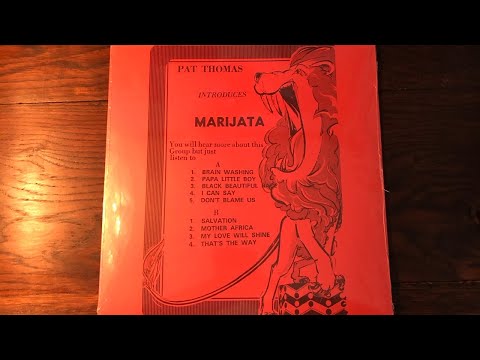 PAT THOMAS
INTRODUCES
MARIJATA
You will hear more about this
Group but just
listen to
A
1. BRAIN WASHING
2. PAPA LITTLE BOY
3. BLACK BEAUTIFUL
4. I CAN SAY
5. DON'T BLAME US
1. SALVATION
2. MOTHER AFRICA
3. MY LOVE WILL SHINE
4. THAT'S THE WAY